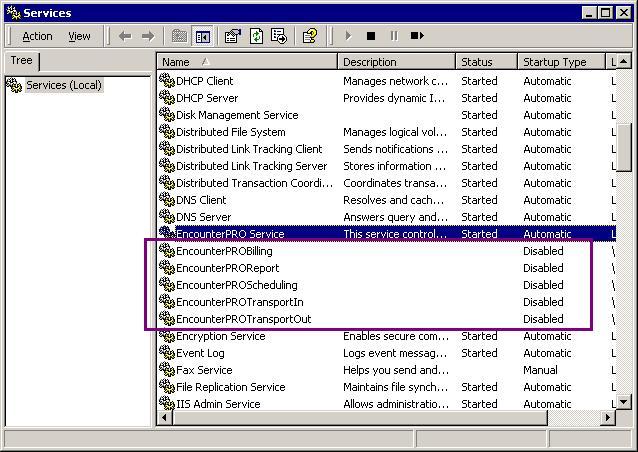 Services
Action View
Tree
Services (Local)
Name Description Status Startup Type L
DHCP Client Manages network c... Started Automatic L
DHCP Server Provides dynamic I... Started Automatic L
Disk Management Service Started Automatic L
Distributed File System Manages logical vol... Started Automatic L
Distributed Link Tracking Client Sends notifications ... Started Automatic L
Distributed Link Tracking Server Stores information ... Started Automatic L
Distributed Transaction Coordi... Coordinates transa... Started Automatic L
DNS Client Resolves and cach... Started Automatic L
DNS Server Answers query and... Started Automatic L
EncounterPRO Service This service control... Started Automatic L
EncounterPROBilling Disabled \
EncounterPROReport Disabled \
EncounterPROScheduling Disabled \
EncounterPROTransportIn Disabled \
EncounterPROTransportOut Disabled \
Encryption Service Enables secure com... Started Automatic L
Event Log Logs event messag... Started Automatic L
Fax Service Helps you send and... Manual L
File Replication Service Maintains file synch... Started Automatic L
IIS Admin Service Allows administratio... Started Automatic L